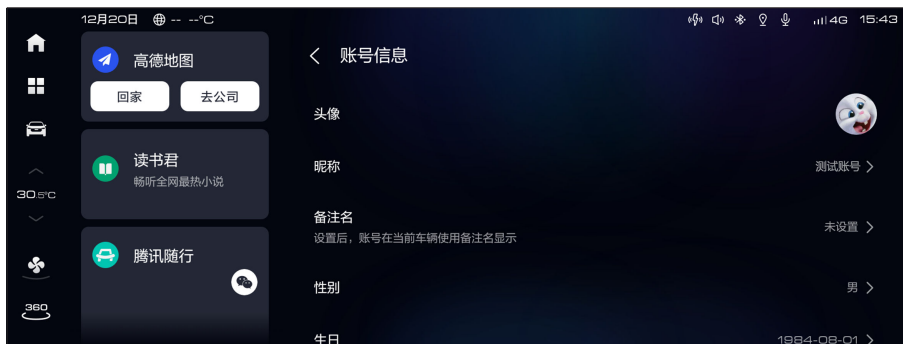 12月20日 -- --°C
4G 15:43
高德地图
回家 去公司
读书君
畅听全网最热小说
腾讯随行
30.5°C
360
账号信息
头像
昵称 测试账号
备注名 未设置
设置后，账号在当前车辆使用备注名显示
性别 男
生日 1984-08-01